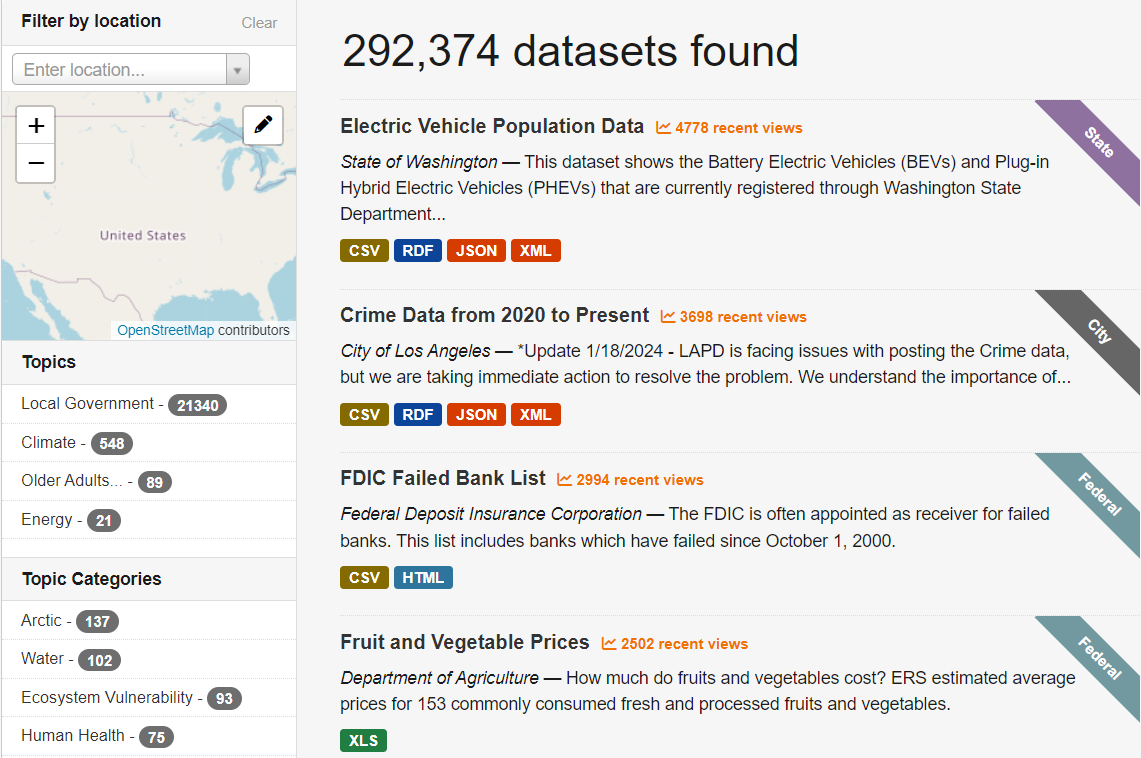 Filter by location
Clear
Enter location...
+
−
United States
OpenStreetMap contributors
Topics
Local Government - 21340
Climate - 548
Older Adults... - 89
Energy - 21
Topic Categories
Arctic - 137
Water - 102
Ecosystem Vulnerability - 93
Human Health - 75
292,374 datasets found
Electric Vehicle Population Data 4778 recent views
State
State of Washington — This dataset shows the Battery Electric Vehicles (BEVs) and Plug-in
Hybrid Electric Vehicles (PHEVs) that are currently registered through Washington State
Department...
CSV RDF JSON XML
Crime Data from 2020 to Present 3698 recent views
City
City of Los Angeles — *Update 1/18/2024 - LAPD is facing issues with posting the Crime data,
but we are taking immediate action to resolve the problem. We understand the importance of...
CSV RDF JSON XML
FDIC Failed Bank List 2994 recent views
Federal
Federal Deposit Insurance Corporation — The FDIC is often appointed as receiver for failed
banks. This list includes banks which have failed since October 1, 2000.
CSV HTML
Fruit and Vegetable Prices 2502 recent views
Federal
Department of Agriculture — How much do fruits and vegetables cost? ERS estimated average
prices for 153 commonly consumed fresh and processed fruits and vegetables.
XLS